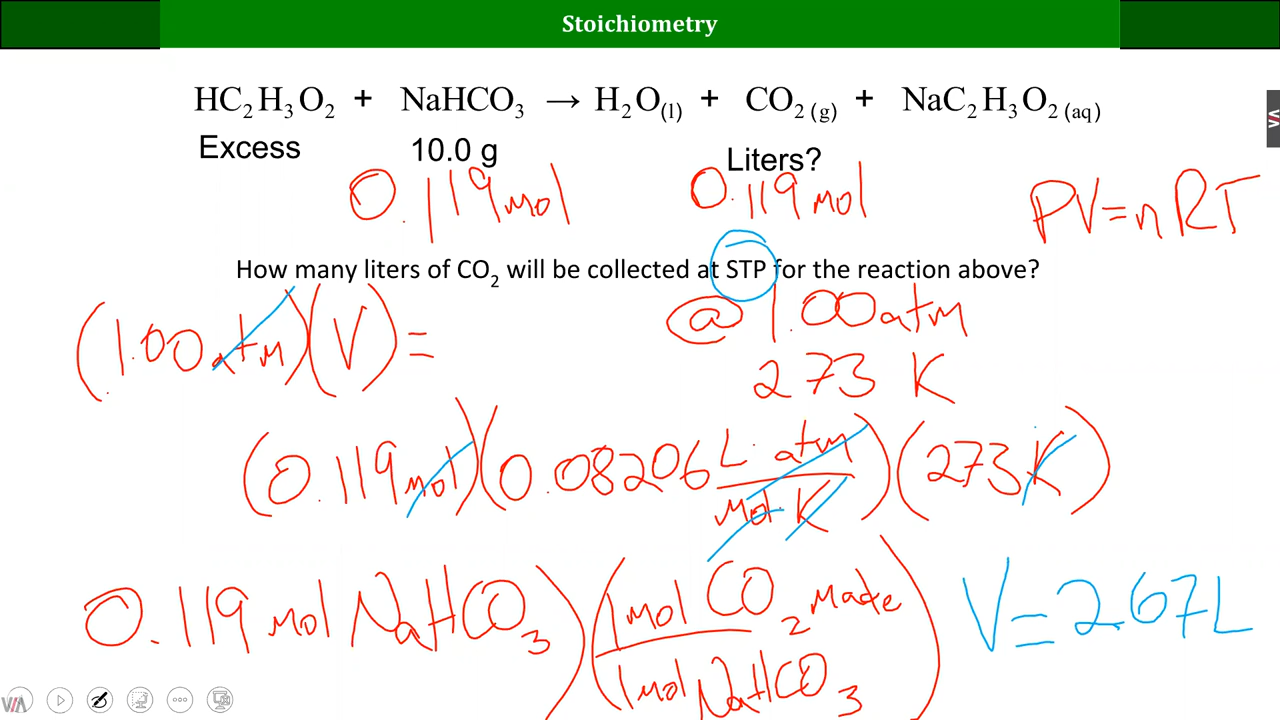 Stoichiometry
HC2H3O2 + NaHCO3 → H2O(l) + CO2(g) + NaC2H3O2(aq)
Excess 10.0 g Liters?
0.119 mol 0.119 mol PV=nRT
How many liters of CO2 will be collected at STP for the reaction above?
(1.00 atm)(V) = @ 1.00 atm
273 K
(0.119 mol)(0.08206 L·atm/mol·K)(273 K)
0.119 mol NaHCO3)(1 mol CO2 made/1 mol NaHCO3)
V = 2.67 L
VIA
VIA